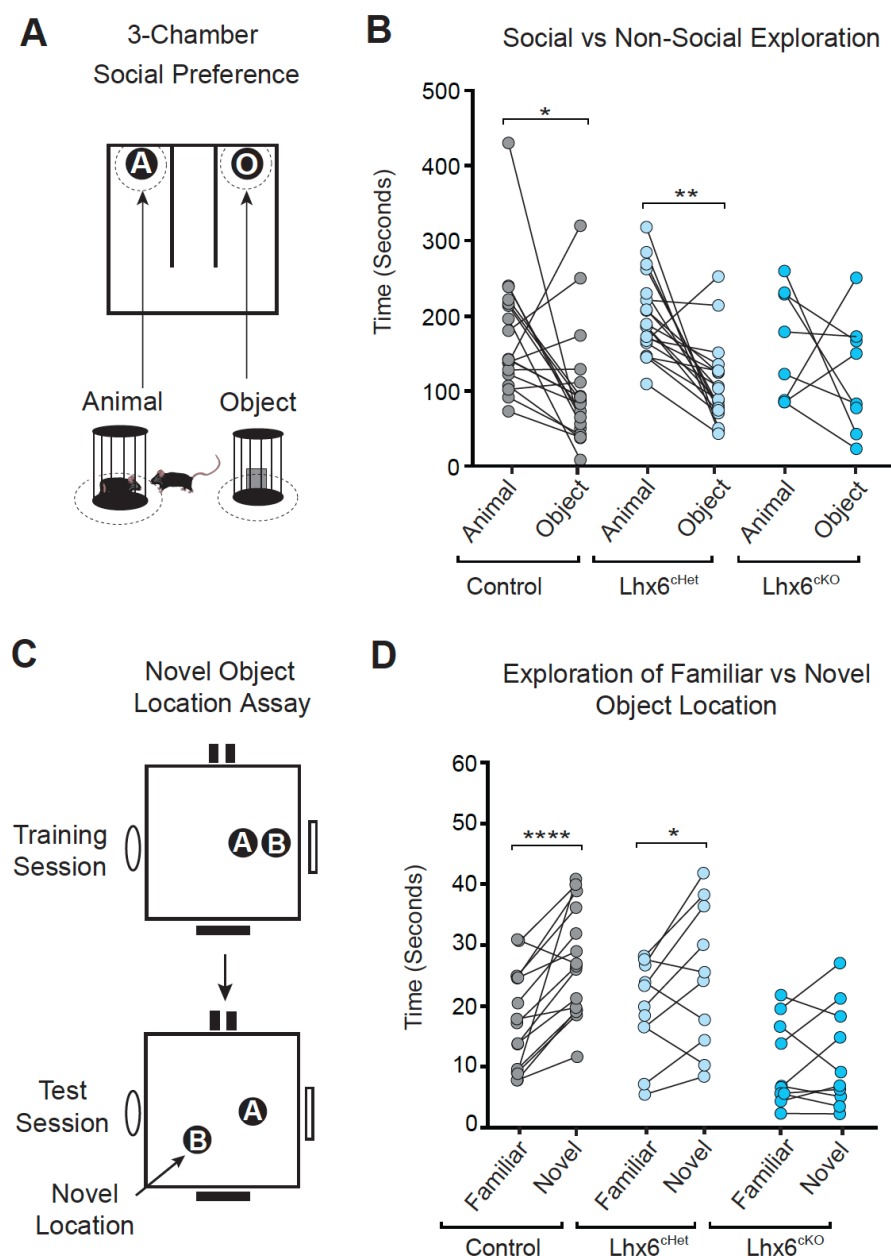 A
3-Chamber
Social Preference
A
O
Animal
Object
B
Social vs Non-Social Exploration
Time (Seconds)
500
400
300
200
100
0
*
**
Animal
Object
Animal
Object
Animal
Object
Control
Lhx6cHet
Lhx6cKO
C
Novel Object
Location Assay
Training
Session
A
B
Test
Session
A
B
Novel
Location
D
Exploration of Familiar vs Novel
Object Location
Time (Seconds)
60
50
40
30
20
10
0
****
*
Familiar
Novel
Familiar
Novel
Familiar
Novel
Control
Lhx6cHet
Lhx6cKO